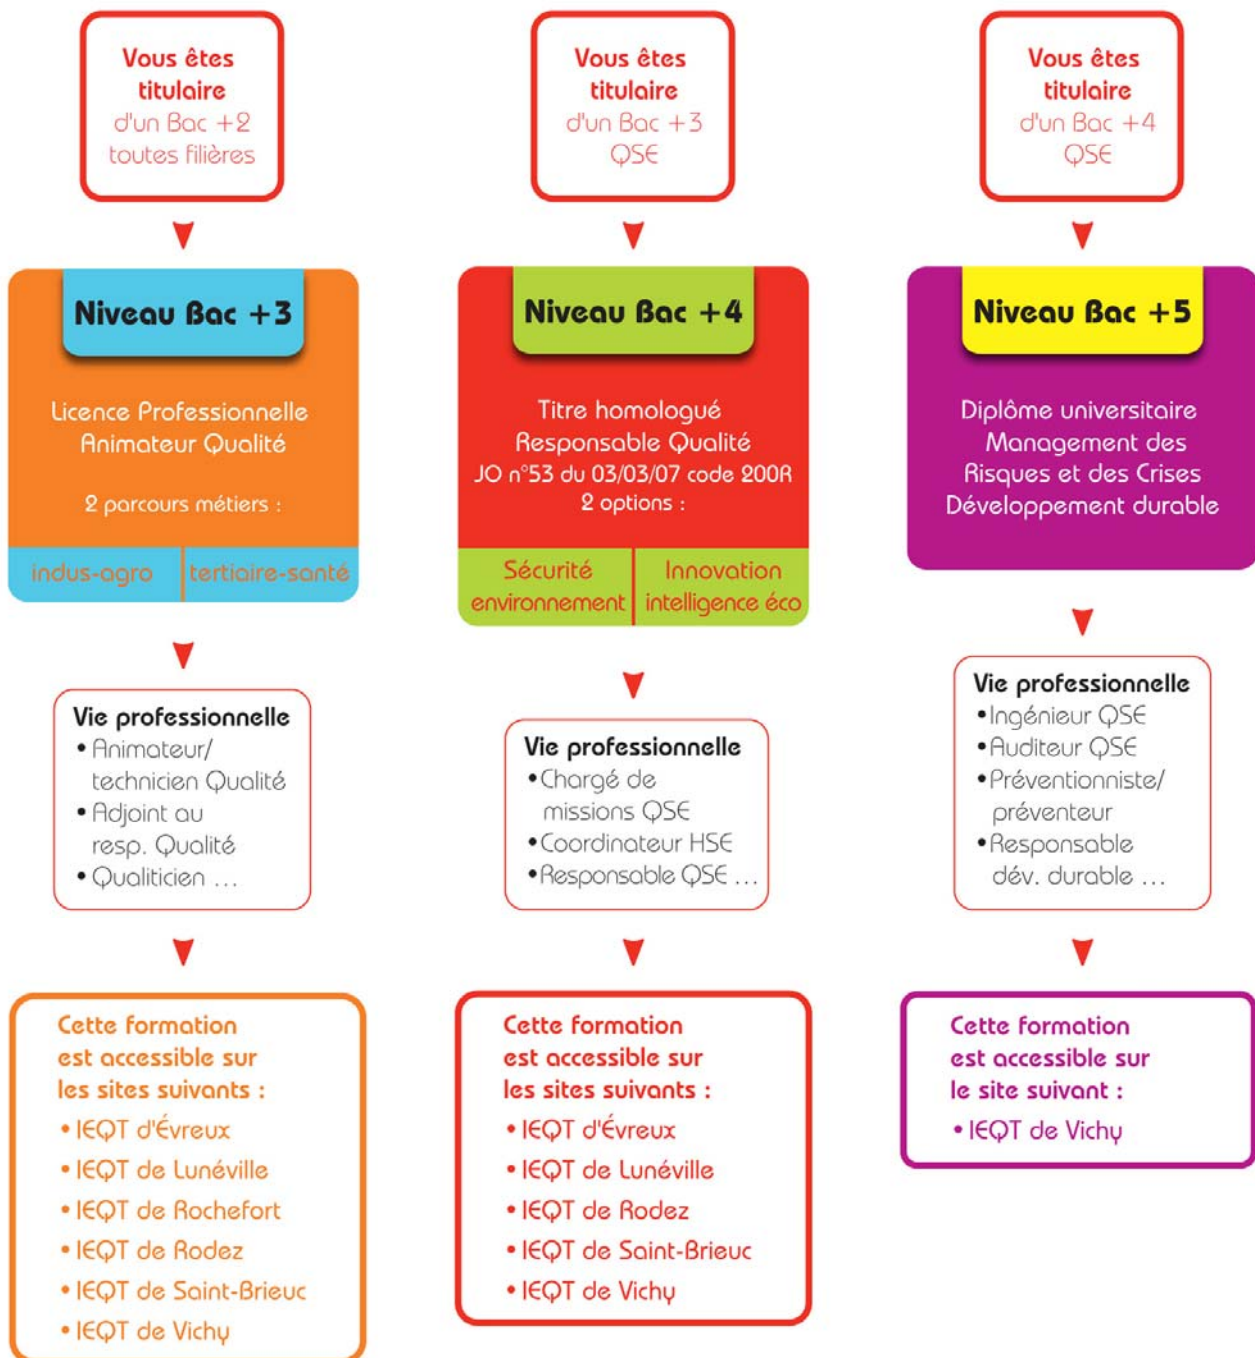 Vous êtes
titulaire
d'un Bac +2
toutes filières
Niveau Bac +3
Licence Professionnelle
Animateur Qualité
2 parcours métiers :
indus-agro
tertiaire-santé
Vie professionnelle
• Animateur/
technicien Qualité
• Adjoint au
resp. Qualité
• Qualiticien ...
Cette formation
est accessible sur
les sites suivants :
• IEQT d'Évreux
• IEQT de Lunéville
• IEQT de Rochefort
• IEQT de Rodez
• IEQT de Saint-Brieuc
• IEQT de Vichy
Vous êtes
titulaire
d'un Bac +3
QSE
Niveau Bac +4
Titre homologué
Responsable Qualité
JO n°53 du 03/03/07 code 200R
2 options :
Sécurité
environnement
Innovation
intelligence éco
Vie professionnelle
• Chargé de
missions QSE
• Coordinateur HSE
• Responsable QSE ...
Cette formation
est accessible sur
les sites suivants :
• IEQT d'Évreux
• IEQT de Lunéville
• IEQT de Rodez
• IEQT de Saint-Brieuc
• IEQT de Vichy
Vous êtes
titulaire
d'un Bac +4
QSE
Niveau Bac +5
Diplôme universitaire
Management des
Risques et des Crises
Développement durable
Vie professionnelle
• Ingénieur QSE
• Auditeur QSE
• Préventionniste/
préventeur
• Responsable
dév. durable ...
Cette formation
est accessible sur
le site suivant :
• IEQT de Vichy